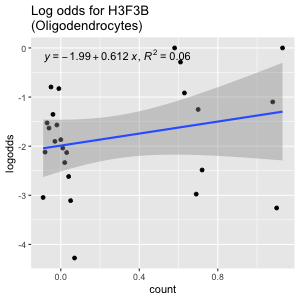 Log odds for H3F3B
(Oligodendrocytes)
y = −1.99 + 0.612 x, R² = 0.06
0
-1
-2
-3
-4
logodds
0.0 0.4 0.8
count